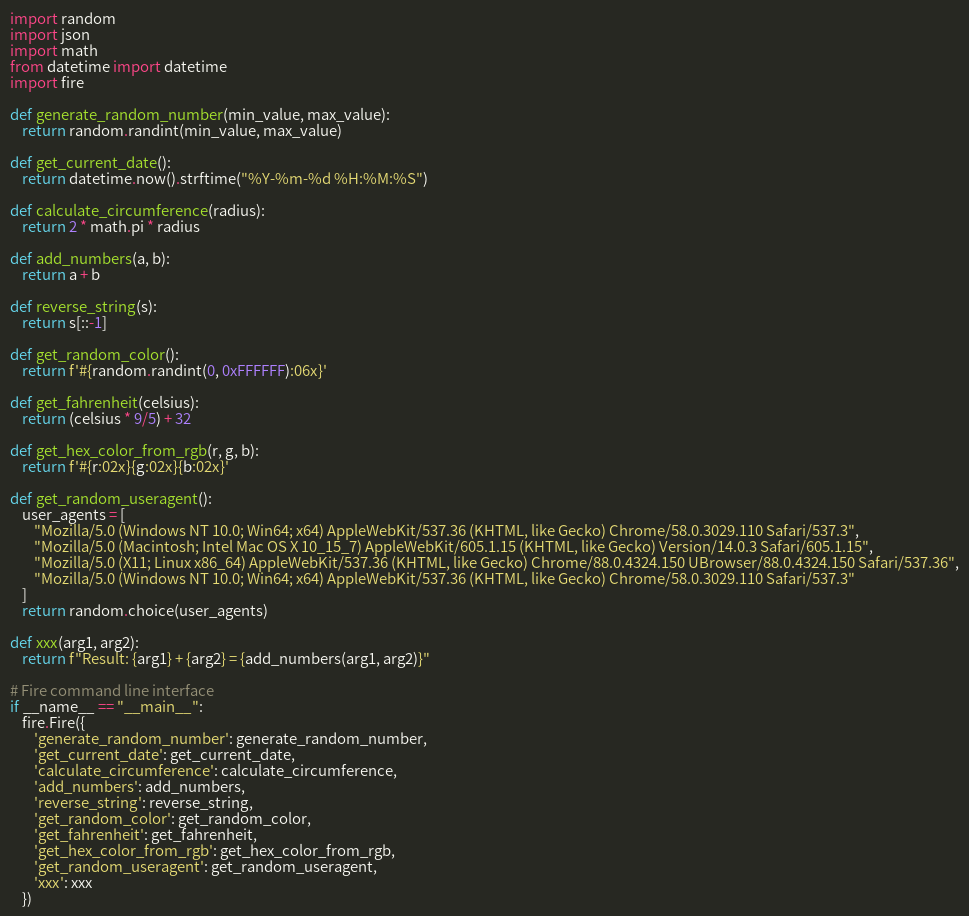 import random
import json
import math
from datetime import datetime
import fire

def generate_random_number(min_value, max_value):
    return random.randint(min_value, max_value)

def get_current_date():
    return datetime.now().strftime("%Y-%m-%d %H:%M:%S")

def calculate_circumference(radius):
    return 2 * math.pi * radius

def add_numbers(a, b):
    return a + b

def reverse_string(s):
    return s[::-1]

def get_random_color():
    return f'#{random.randint(0, 0xFFFFFF):06x}'

def get_fahrenheit(celsius):
    return (celsius * 9/5) + 32

def get_hex_color_from_rgb(r, g, b):
    return f'#{r:02x}{g:02x}{b:02x}'

def get_random_useragent():
    user_agents = [
        "Mozilla/5.0 (Windows NT 10.0; Win64; x64) AppleWebKit/537.36 (KHTML, like Gecko) Chrome/58.0.3029.110 Safari/537.3",
        "Mozilla/5.0 (Macintosh; Intel Mac OS X 10_15_7) AppleWebKit/605.1.15 (KHTML, like Gecko) Version/14.0.3 Safari/605.1.15",
        "Mozilla/5.0 (X11; Linux x86_64) AppleWebKit/537.36 (KHTML, like Gecko) Chrome/88.0.4324.150 UBrowser/88.0.4324.150 Safari/537.36",
        "Mozilla/5.0 (Windows NT 10.0; Win64; x64) AppleWebKit/537.36 (KHTML, like Gecko) Chrome/58.0.3029.110 Safari/537.3"
    ]
    return random.choice(user_agents)

def xxx(arg1, arg2):
    return f"Result: {arg1} + {arg2} = {add_numbers(arg1, arg2)}"

# Fire command line interface
if __name__ == "__main__":
    fire.Fire({
        'generate_random_number': generate_random_number,
        'get_current_date': get_current_date,
        'calculate_circumference': calculate_circumference,
        'add_numbers': add_numbers,
        'reverse_string': reverse_string,
        'get_random_color': get_random_color,
        'get_fahrenheit': get_fahrenheit,
        'get_hex_color_from_rgb': get_hex_color_from_rgb,
        'get_random_useragent': get_random_useragent,
        'xxx': xxx
    })